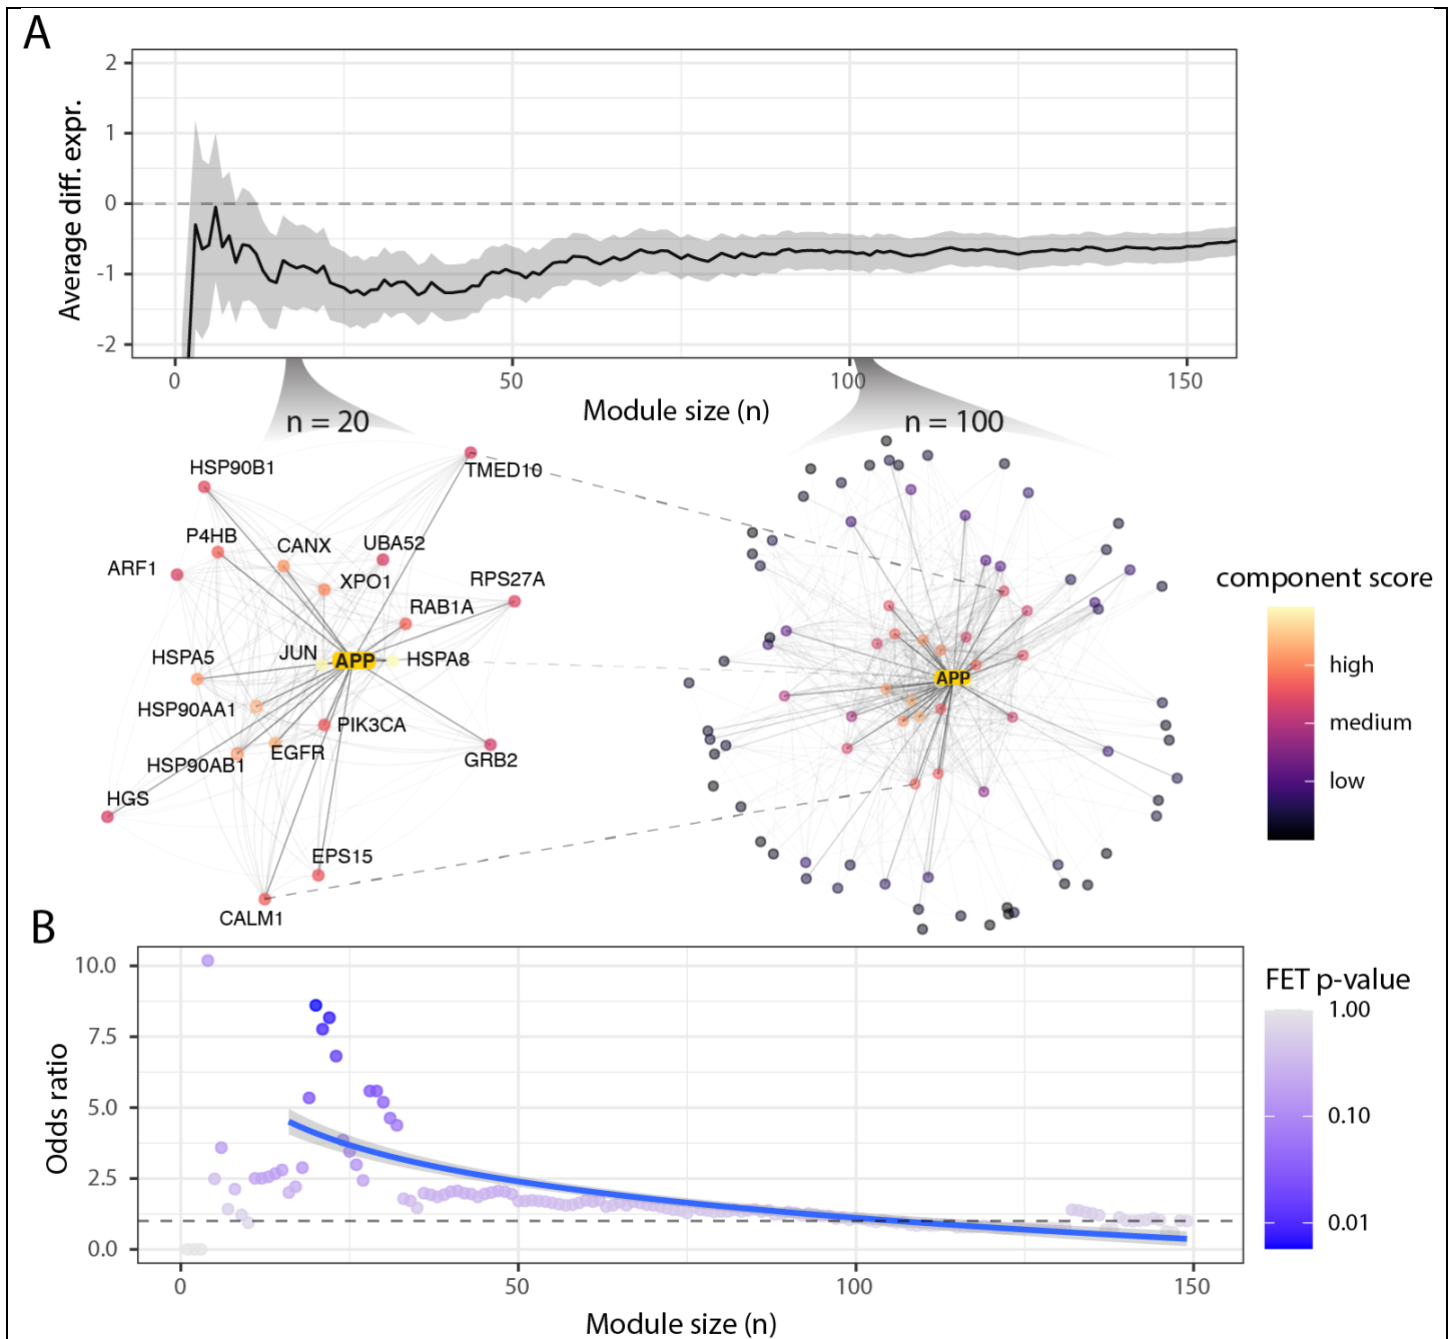 A
Average diff. expr.
2
1
0
-1
-2
0
50
100
150
Module size (n)
n = 20
n = 100
HSP90B1
TMED10
P4HB
CANX
UBA52
ARF1
XPO1
RPS27A
RAB1A
HSPA5
JUN
APP
HSPA8
HSP90AA1
PIK3CA
HSP90AB1
EGFR
GRB2
HGS
EPS15
CALM1
APP
component score
high
medium
low
B
Odds ratio
10.0
7.5
5.0
2.5
0.0
0
50
100
150
Module size (n)
FET p-value
1.00
0.10
0.01